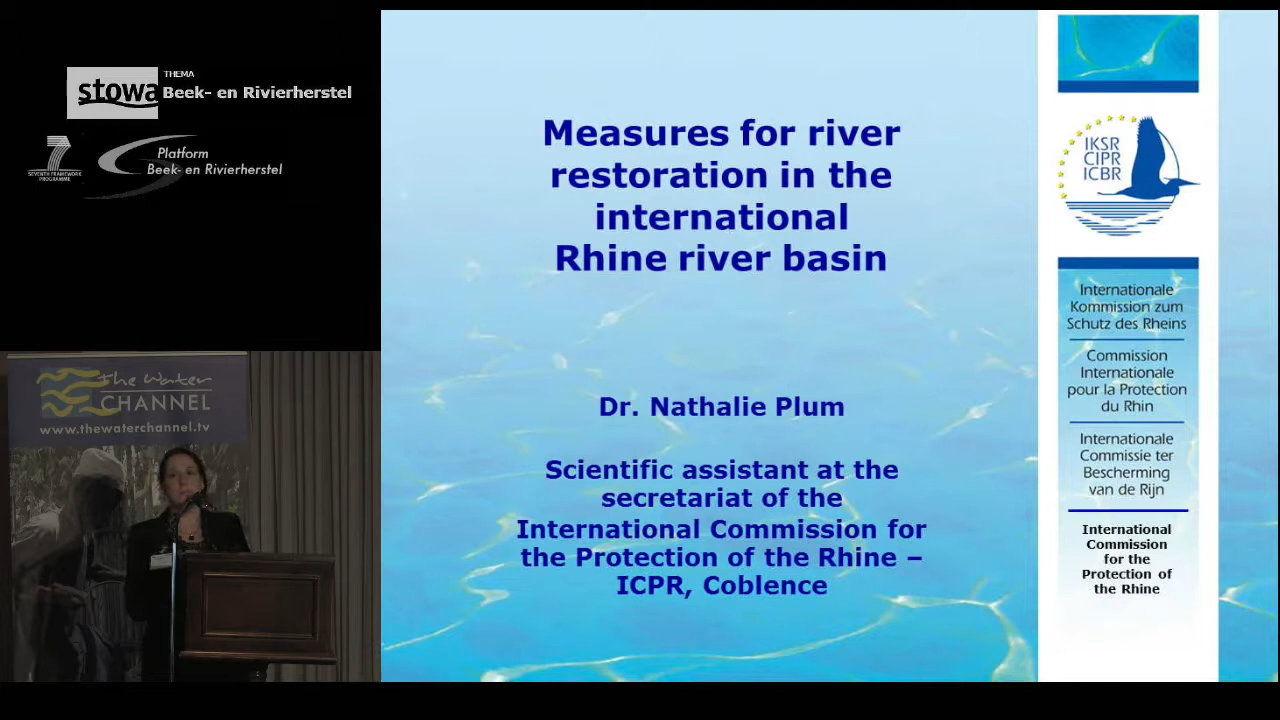 THEMA
stowa
Beek- en Rivierherstel
7
SEVENTH FRAMEWORK
PROGRAMME
Platform
Beek- en Rivierherstel
the water
CHANNEL
www.thewaterchannel.tv
Measures for river
restoration in the
international
Rhine river basin
Dr. Nathalie Plum
Scientific assistant at the
secretariat of the
International Commission for
the Protection of the Rhine –
ICPR, Coblence
IKSR
CIPR
ICBR
Internationale
Kommission zum
Schutz des Rheins
Commission
Internationale
pour la Protection
du Rhin
Internationale
Commissie ter
Bescherming
van de Rijn
International
Commission
for the
Protection of
the Rhine